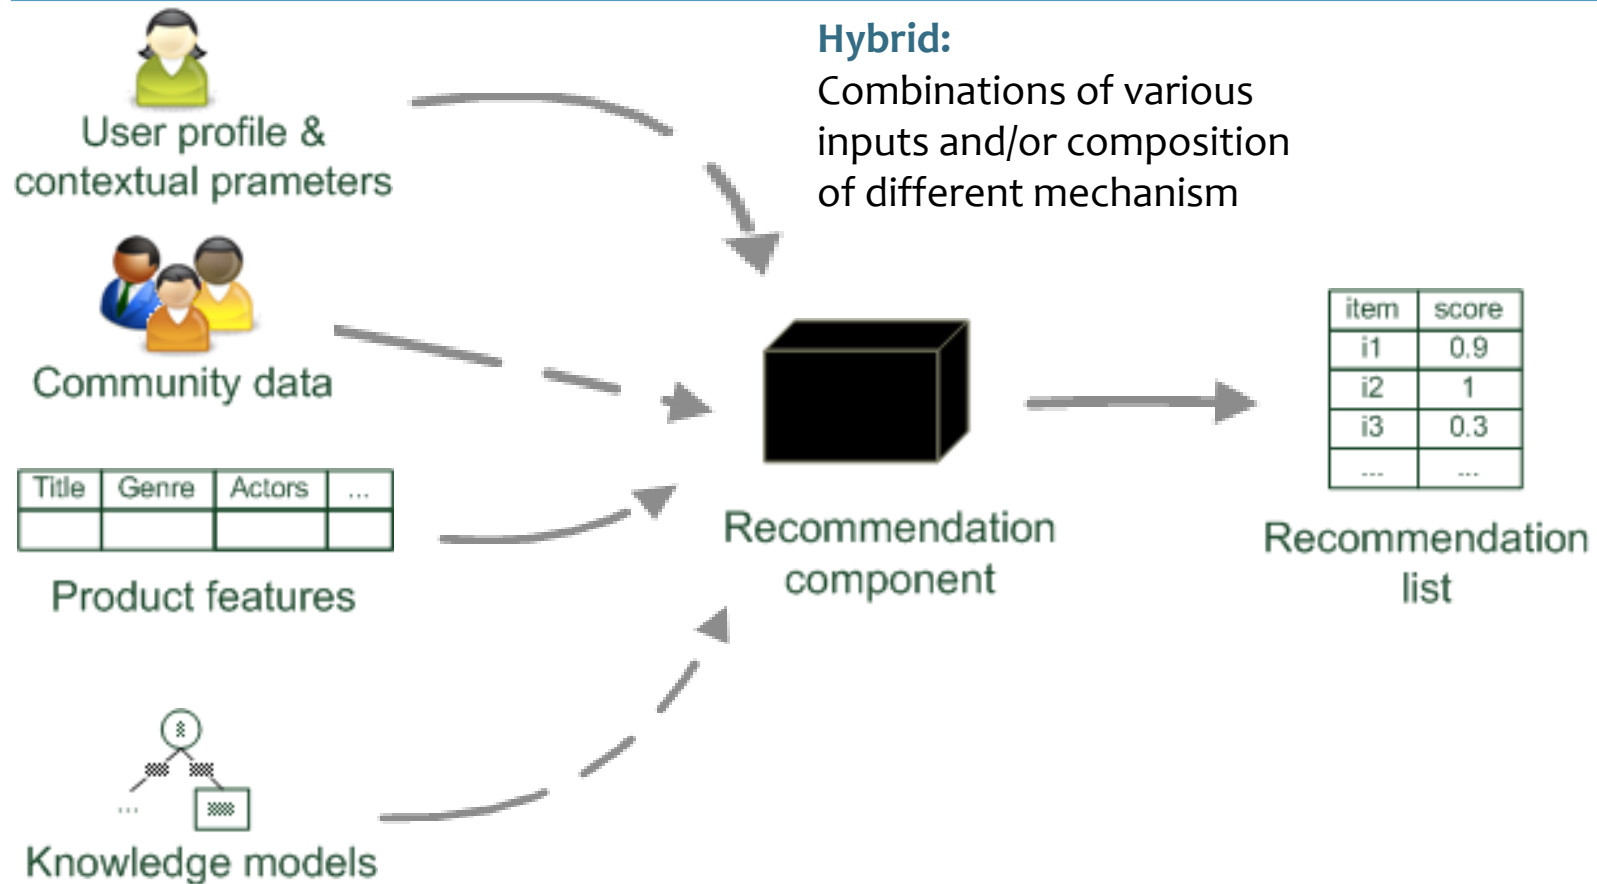 Hybrid:
Combinations of various
inputs and/or composition
of different mechanism
User profile &
contextual prameters
Community data
Title Genre Actors ...
Product features
...
Knowledge models
Recommendation
component
item score
i1 0.9
i2 1
i3 0.3
... ...
Recommendation
list